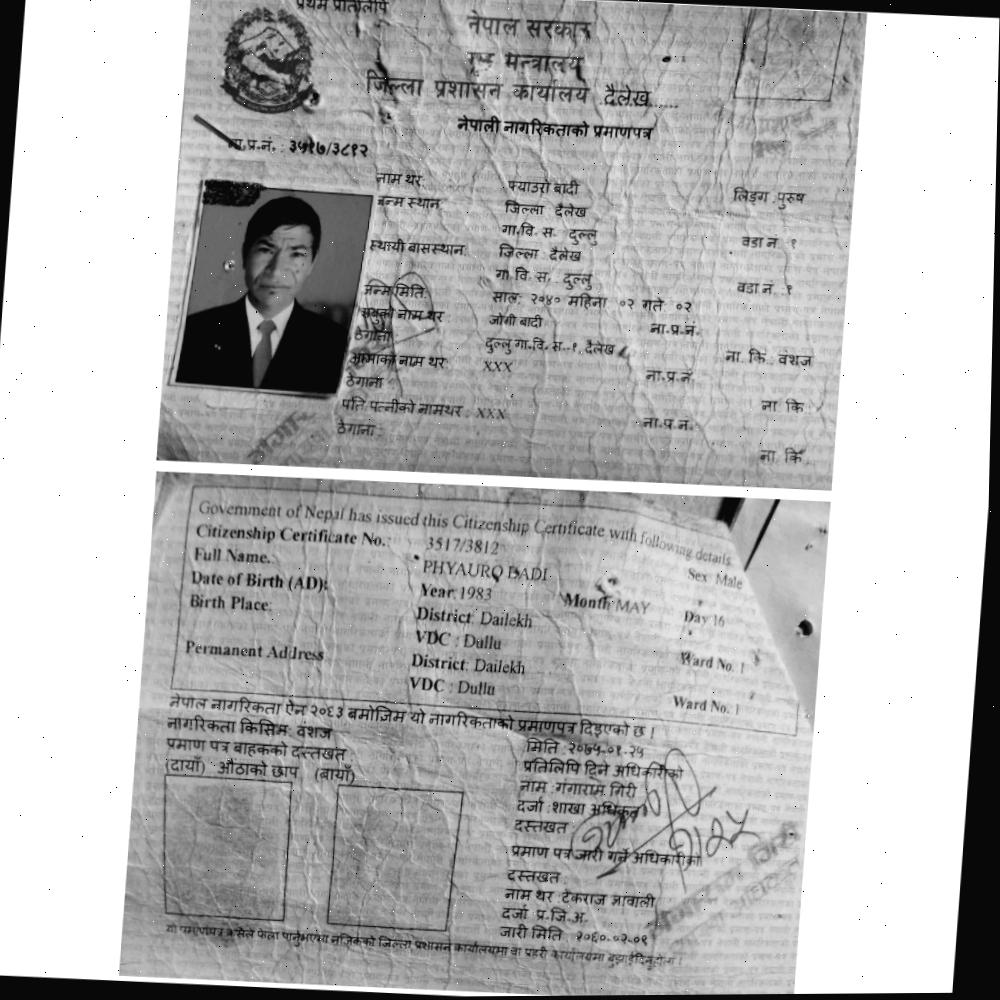 प्रथम प्रतिलिपि
नेपाल सरकार
गृह मन्त्रालय
जिल्ला प्रशासन कार्यालय दैलेख......
नेपाली नागरिकताको प्रमाणपत्र
ना.प्र.नं. : ३५१७/३८१२
नाम थर: फ्याउरो बादी लिङ्ग :पुरुष
जन्म स्थान: जिल्ला दैलेख
गा.वि. स. दुल्लु वडा नं. १
स्थायी बासस्थान: जिल्ला : दैलेख
गा. वि. स. दुल्लु वडा नं. १
जन्म मिति: साल: २०४० महिना ०२ गते ०२
बाबुको नाम थर : जोगी बादी ना.प्र.नं.
ठेगाना: दुल्लु गा.वि.स.-१, दैलेख ना. कि. वंशज
आमाको नाम थर: XXX ना.प्र.नं.
ठेगाना: ना. कि.
पति पत्नीको नामथर : XXX ना.प.नं.
ठेगाना : ना. कि.
Government of Nepal has issued this Citizenship Certificate with following details
Citizenship Certificate No.: 3517/3812 Sex: Male
Full Name. PHYAURO BADI
Date of Birth (AD): Year: 1983 Month: MAY Day 16
Birth Place: District: Dailekh
VDC : Dullu Ward No. 1
Permanent Address District: Dailekh
VDC : Dullu Ward No. 1
नेपाल नागरिकता ऐन २०६३ बमोजिम यो नागरिकताको प्रमाणपत्र दिइएको छ ।
नागरिकता किसिम: वंशज
मिति : २०७५-०१-२५
प्रमाण पत्र बाहकको दस्तखत
प्रतिलिपि दिने अधिकारीको
(दायाँ) औंठाको छाप (बायाँ)
नाम : गंगाराम गिरी
दर्जा : शाखा अधिकृत
दस्तखत :
प्रमाण पत्र जारी गर्ने अधिकारीको
दस्तखत :
नाम थर : टेकराज ज्ञवाली
दर्जा प्र.जि.अ.
जारी मिति : २०६०-०२-०९
यो प्रमाणपत्र कसैले फेला पारेमा नजिकको जिल्ला प्रशासन कार्यालयमा वा प्रहरी कार्यालयमा बुझाईदिनुहोला ।